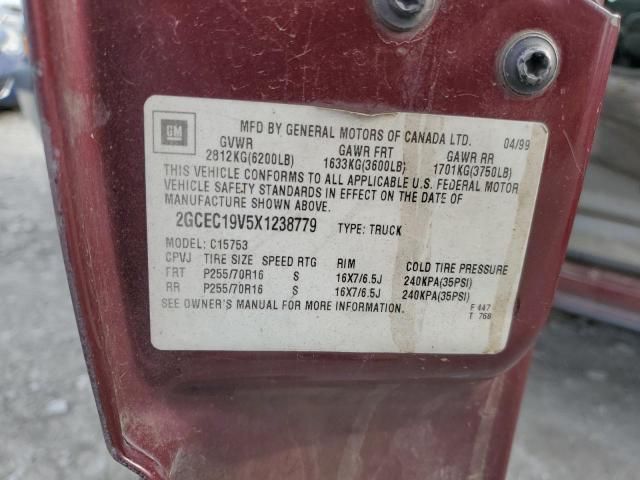 GM
MFD BY GENERAL MOTORS OF CANADA LTD. 04/99
GVWR GAWR FRT GAWR RR
2812KG(6200LB) 1633KG(3600LB) 1701KG(3750LB)
THIS VEHICLE CONFORMS TO ALL APPLICABLE U.S. FEDERAL MOTOR
VEHICLE SAFETY STANDARDS IN EFFECT ON THE DATE OF
MANUFACTURE SHOWN ABOVE.
2GCEC19V5X1238779 TYPE: TRUCK
MODEL: C15753
CPVJ TIRE SIZE SPEED RTG RIM COLD TIRE PRESSURE
FRT P255/70R16 S 16X7/6.5J 240KPA(35PSI)
RR P255/70R16 S 16X7/6.5J 240KPA(35PSI)
SEE OWNER'S MANUAL FOR MORE INFORMATION. F 447
T 768